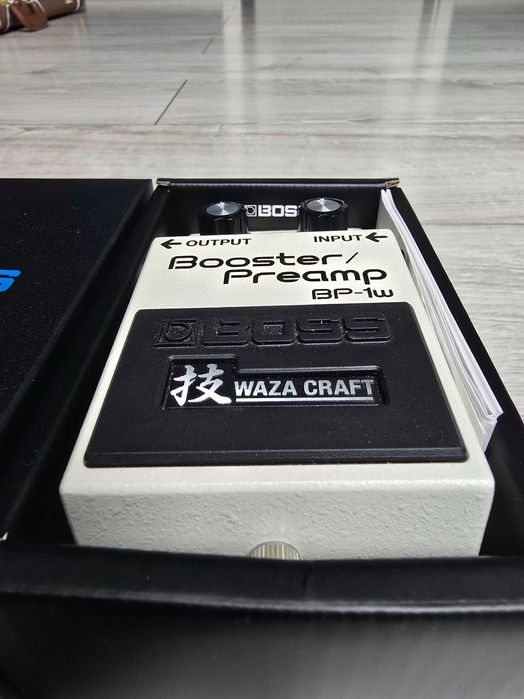 BOSS
← OUTPUT INPUT ←
Booster/
Preamp
BP-1w
BOSS
技 WAZA CRAFT